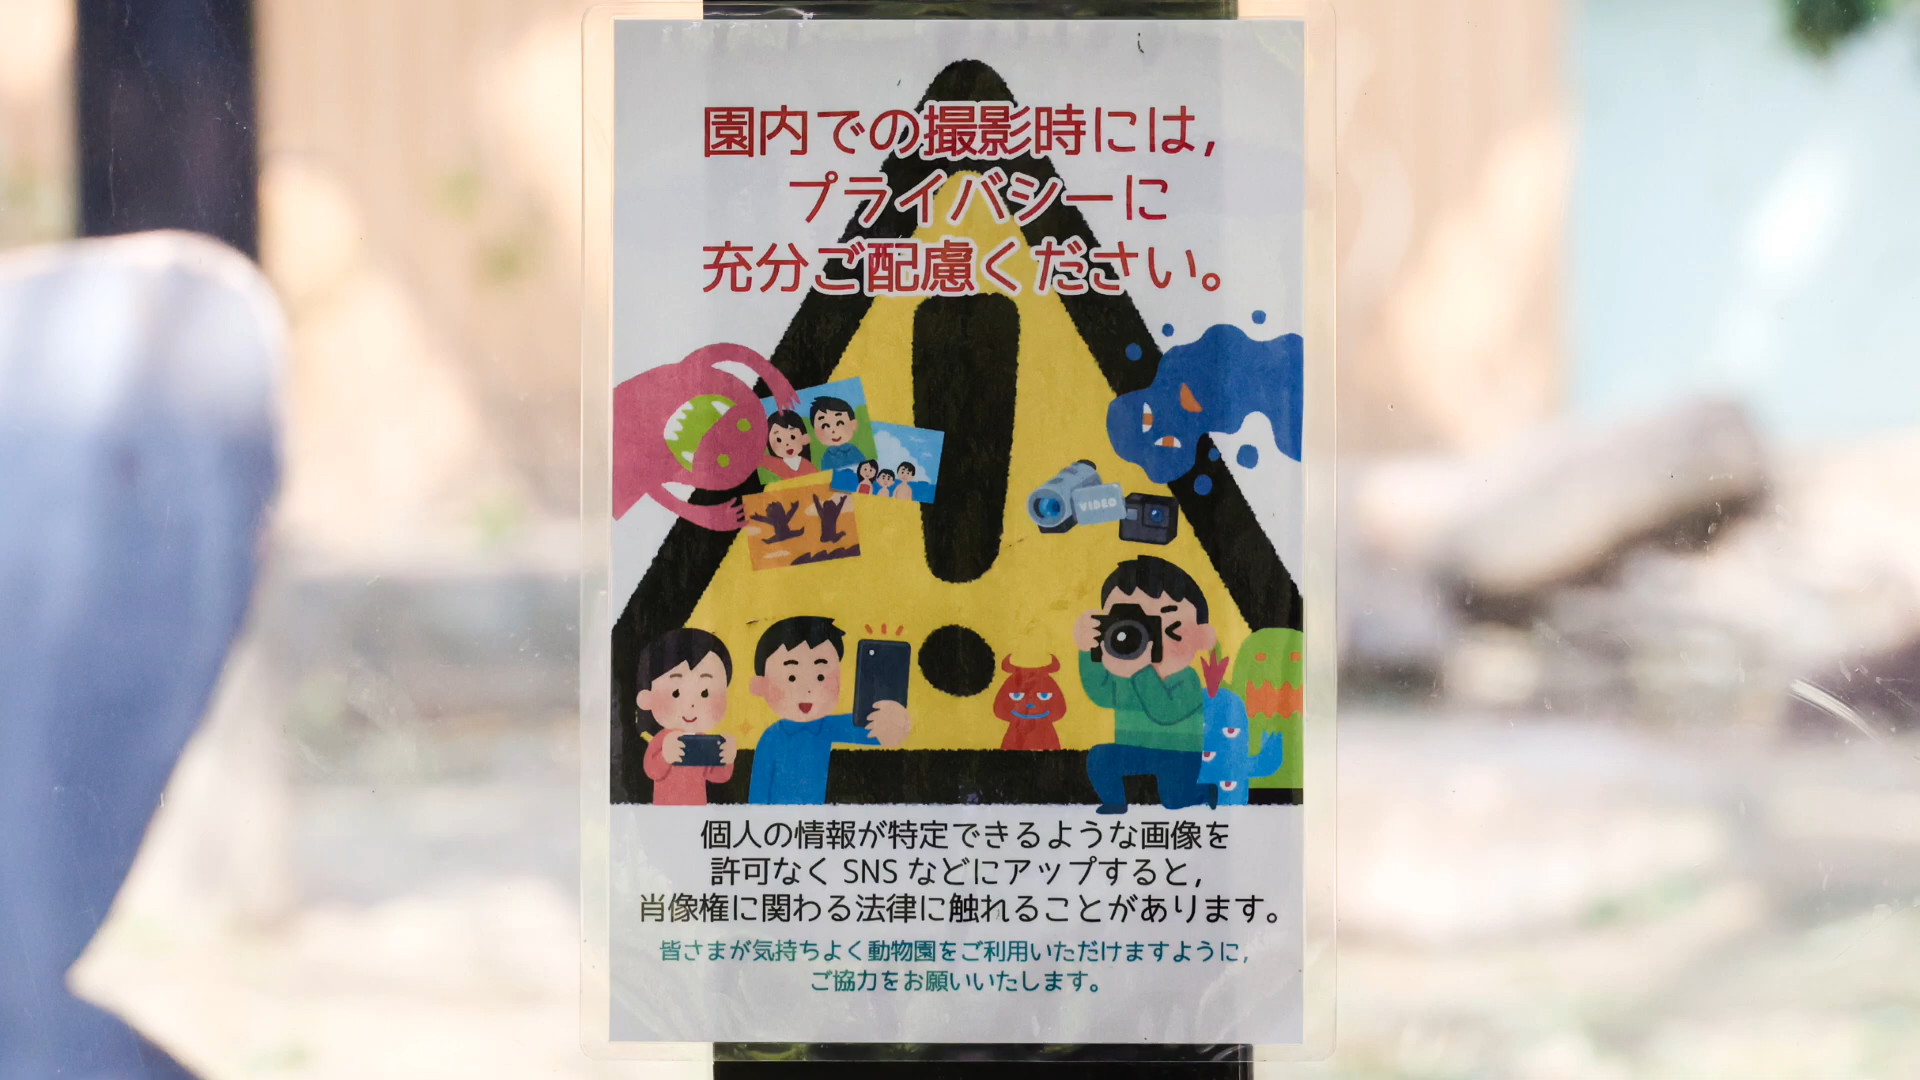 園内での撮影時には,
プライバシーに
充分ご配慮ください。
VIDEO
個人の情報が特定できるような画像を
許可なく SNS などにアップすると,
肖像権に関わる法律に触れることがあります。
皆さまが気持ちよく動物園をご利用いただけますように,
ご協力をお願いいたします。